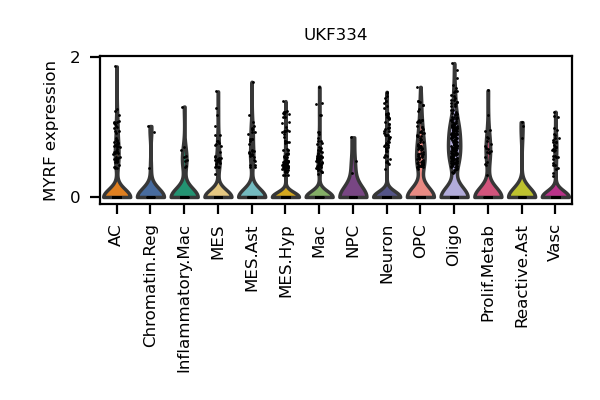 UKF334
MYRF expression
2
0
AC
Chromatin.Reg
Inflammatory.Mac
MES
MES.Ast
MES.Hyp
Mac
NPC
Neuron
OPC
Oligo
Prolif.Metab
Reactive.Ast
Vasc